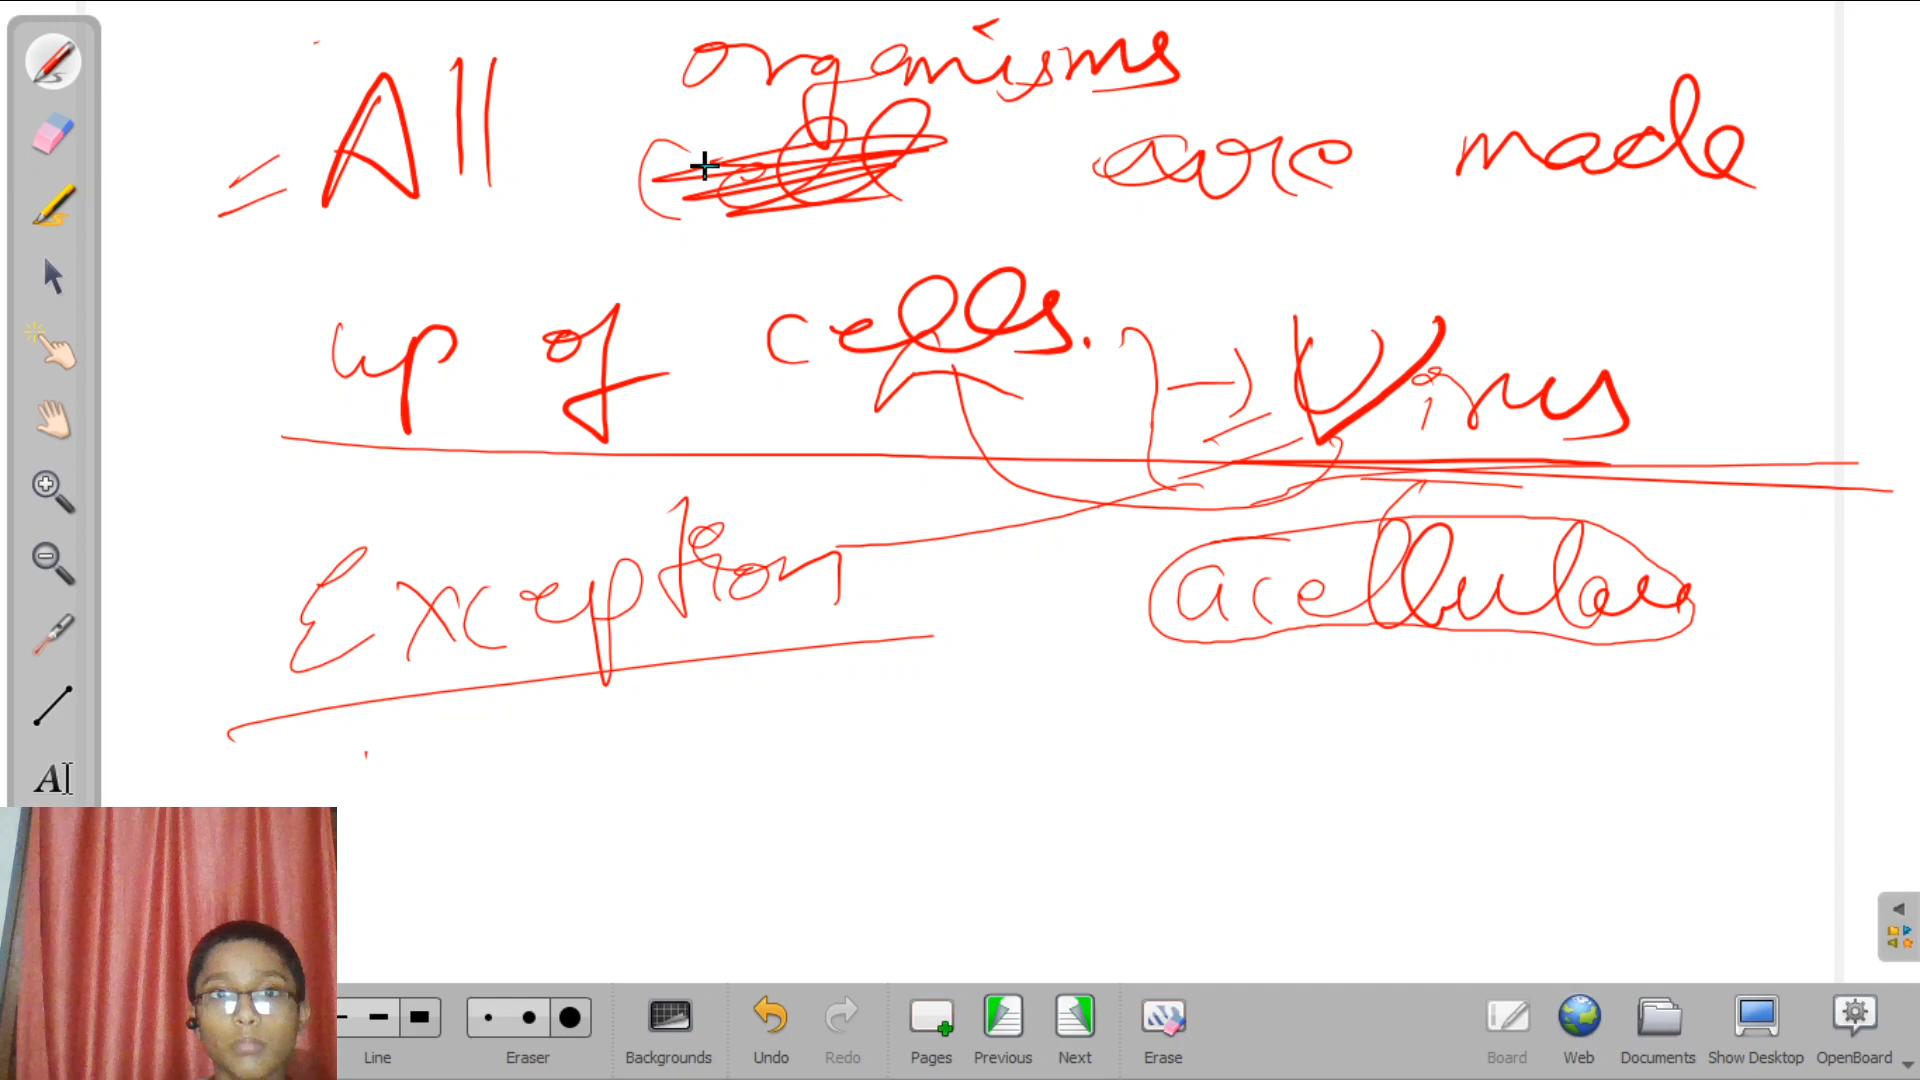 organisms
= All are made
up of cells. → Virus
Exception acellular
Line Eraser Backgrounds Undo Redo Pages Previous Next Erase Board Web Documents Show Desktop OpenBoard